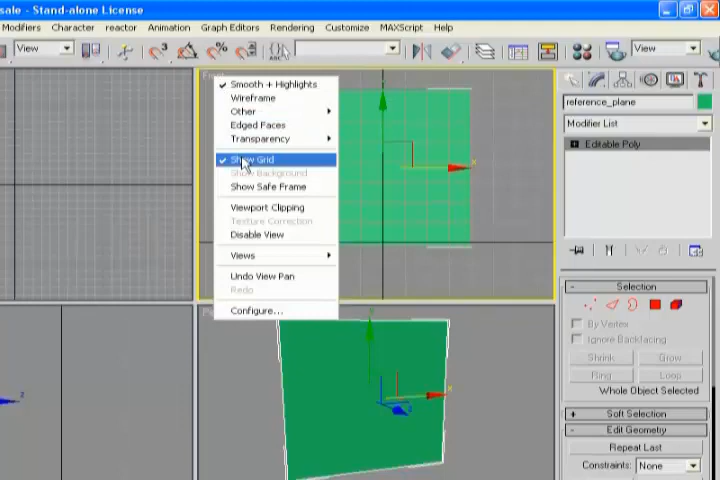 sale - Stand-alone License
Modifiers Character reactor Animation Graph Editors Rendering Customize MAXScript Help
View
View
Smooth + Highlights
Wireframe
Other
Edged Faces
Transparency
Show Grid
Show Background
Show Safe Frame
Viewport Clipping
Texture Correction
Disable View
Views
Undo View Pan
Redo
Configure...
reference_plane
Modifier List
Editable Poly
Selection
By Vertex
Ignore Backfacing
Shrink Grow
Ring Loop
Whole Object Selected
Soft Selection
Edit Geometry
Repeat Last
Constraints: None